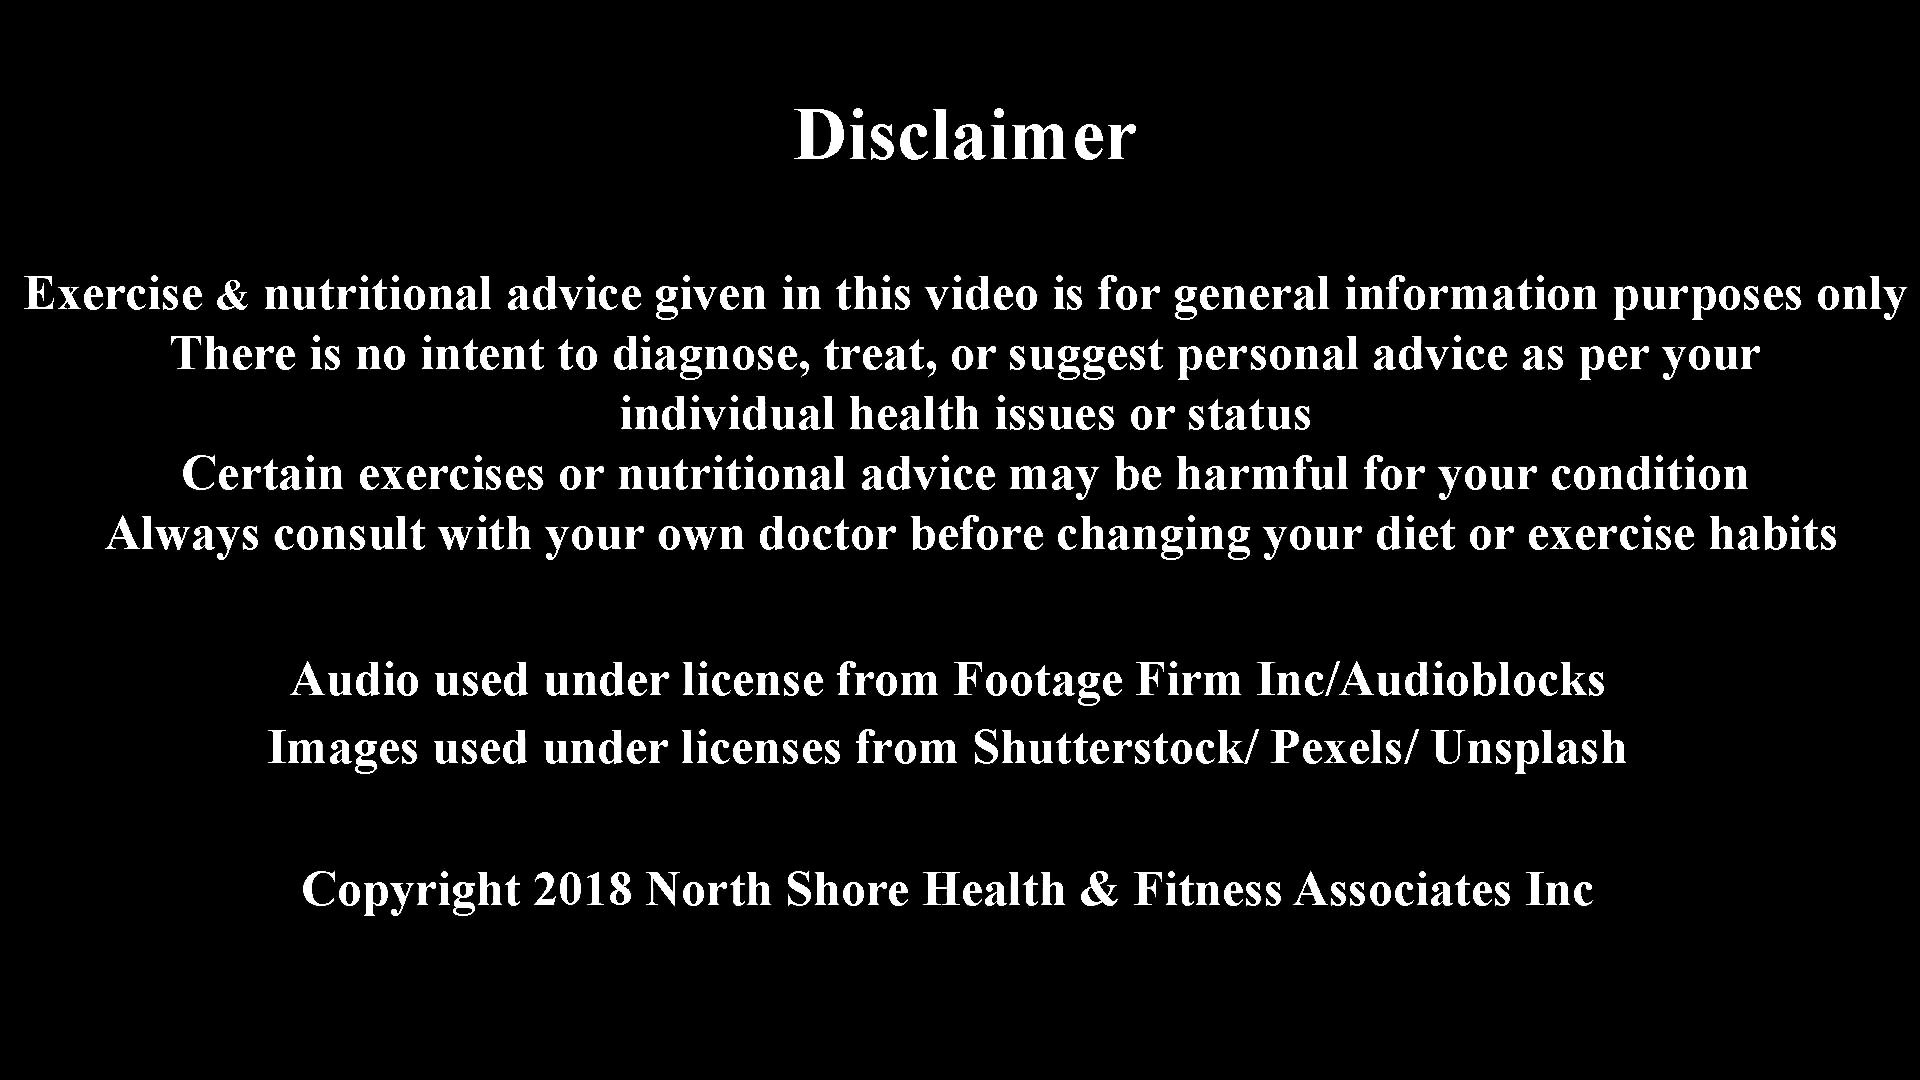 Disclaimer
Exercise & nutritional advice given in this video is for general information purposes only
There is no intent to diagnose, treat, or suggest personal advice as per your
individual health issues or status
Certain exercises or nutritional advice may be harmful for your condition
Always consult with your own doctor before changing your diet or exercise habits
Audio used under license from Footage Firm Inc/Audioblocks
Images used under licenses from Shutterstock/ Pexels/ Unsplash
Copyright 2018 North Shore Health & Fitness Associates Inc